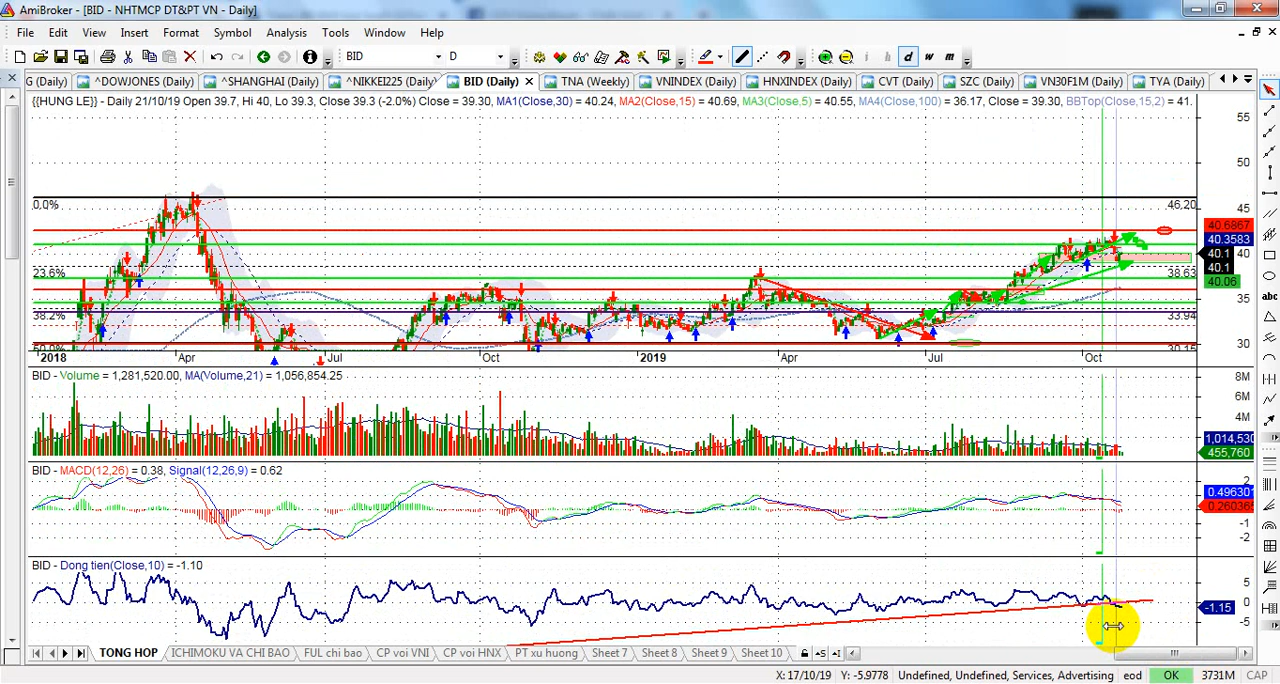 AmiBroker - [BID - NHTMCP DT&PT VN - Daily]
File Edit View Insert Format Symbol Analysis Tools Window Help
BID D i h d w m
G (Daily) ^DOWJONES (Daily) ^SHANGHAI (Daily) ^NIKKEI225 (Daily) BID (Daily) TNA (Weekly) VNINDEX (Daily) HNXINDEX (Daily) CVT (Daily) SZC (Daily) VN30F1M (Daily) TYA (Daily)
{{HUNG LE}} - Daily 21/10/19 Open 39.7, Hi 40, Lo 39.3, Close 39.3 (-2.0%) Close = 39.30, MA1(Close,30) = 40.24, MA2(Close,15) = 40.69, MA3(Close,5) = 40.55, MA4(Close,100) = 36.17, Close = 39.30, BBTop(Close,15,2) = 41.
55
50
0.0% 46.20
45
40.6867
40.3583
40
40.1
40.1
23.6% 38.63
40.06
35
38.2% 33.94
30
50.0% 30.15
2018 Apr Jul Oct 2019 Apr Jul Oct
BID - Volume = 1,281,520.00, MA(Volume,21) = 1,056,854.25
8M
6M
4M
1,014,530
455,760
BID - MACD(12,26) = 0.38, Signal(12,26,9) = 0.62
2
0.496301
0.260365
-1
-2
BID - Dong tien(Close,10) = -1.10
5
0
-1.15
-5
TONG HOP ICHIMOKU VA CHI BAO FUL chi bao CP voi VNI CP voi HNX PT xu huong Sheet 7 Sheet 8 Sheet 9 Sheet 10
X: 17/10/19 Y: -5.9778 Undefined, Undefined, Services, Advertising eod OK 3731M CAP
abc